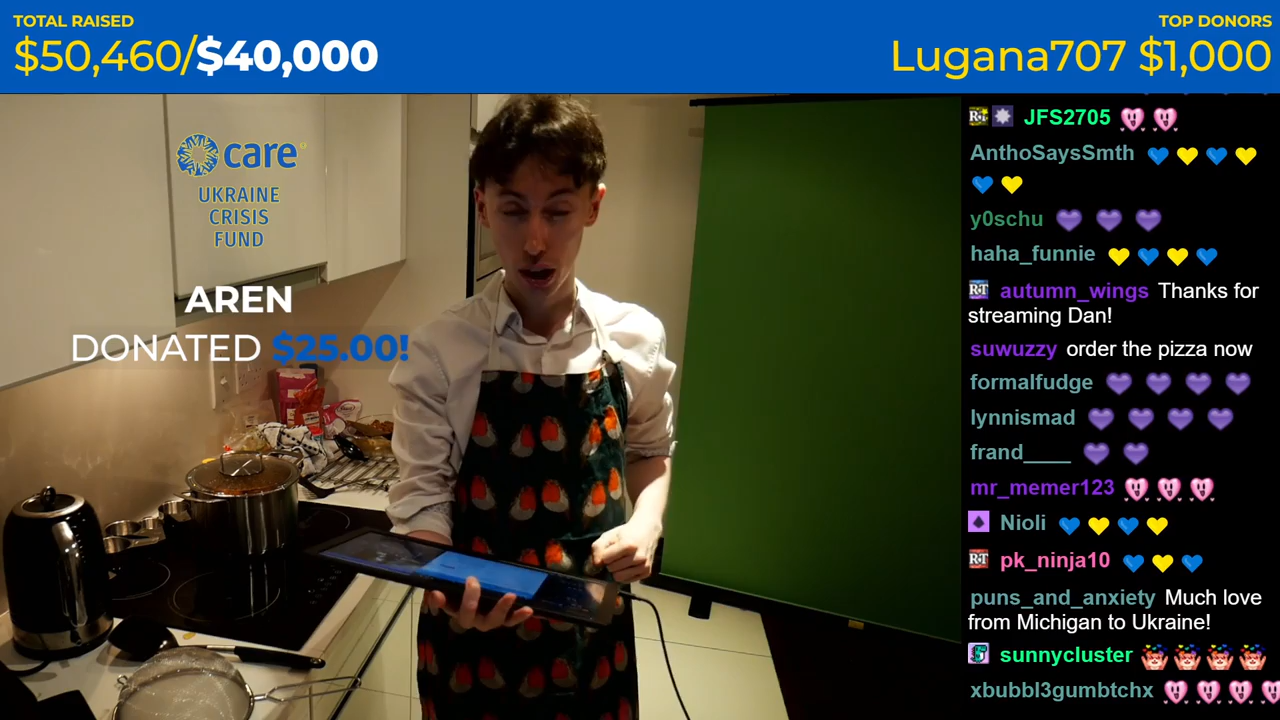 TOTAL RAISED
$50,460/$40,000
TOP DONORS
Lugana707 $1,000
care
UKRAINE
CRISIS
FUND
AREN
DONATED $25.00!
JFS2705
AnthoSaysSmth
y0schu
haha_funnie
autumn_wings Thanks for
streaming Dan!
suwuzzy order the pizza now
formalfudge
lynnismad
frand____
mr_memer123
Nioli
pk_ninja10
puns_and_anxiety Much love
from Michigan to Ukraine!
sunnycluster
xbubbl3gumbtchx